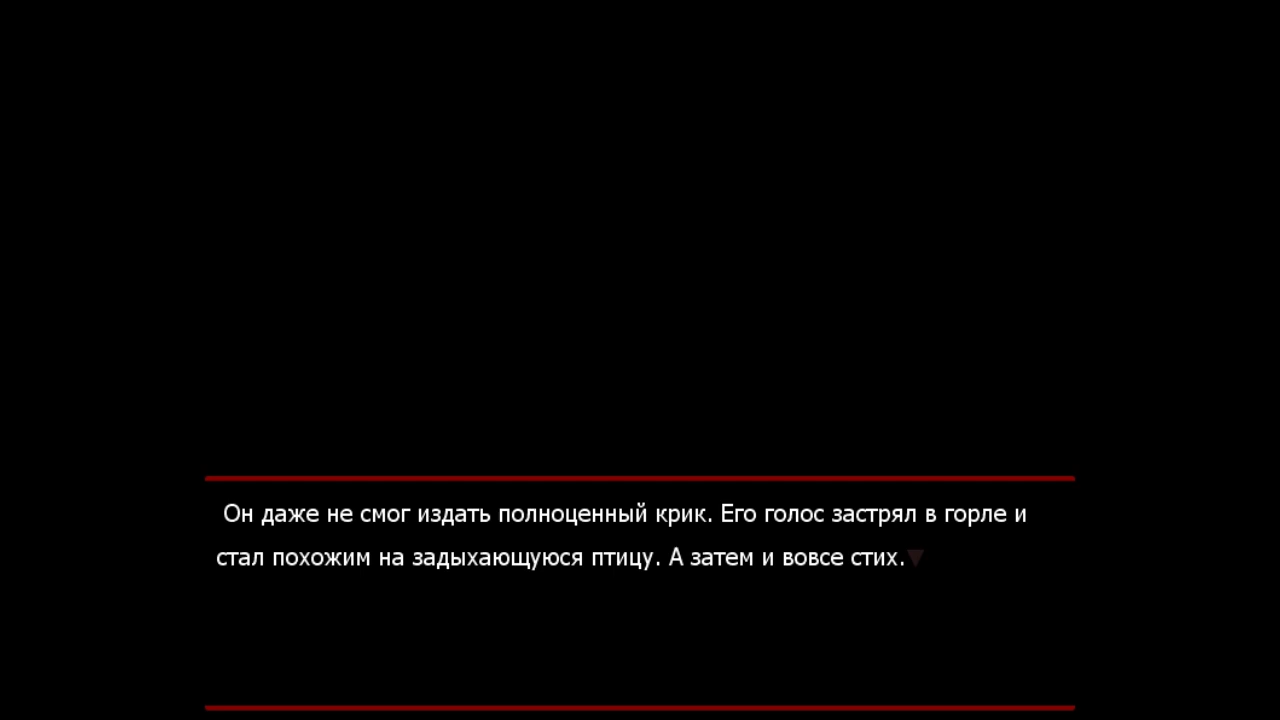 Он даже не смог издать полноценный крик. Его голос застрял в горле и
стал похожим на задыхающуюся птицу. А затем и вовсе стих.